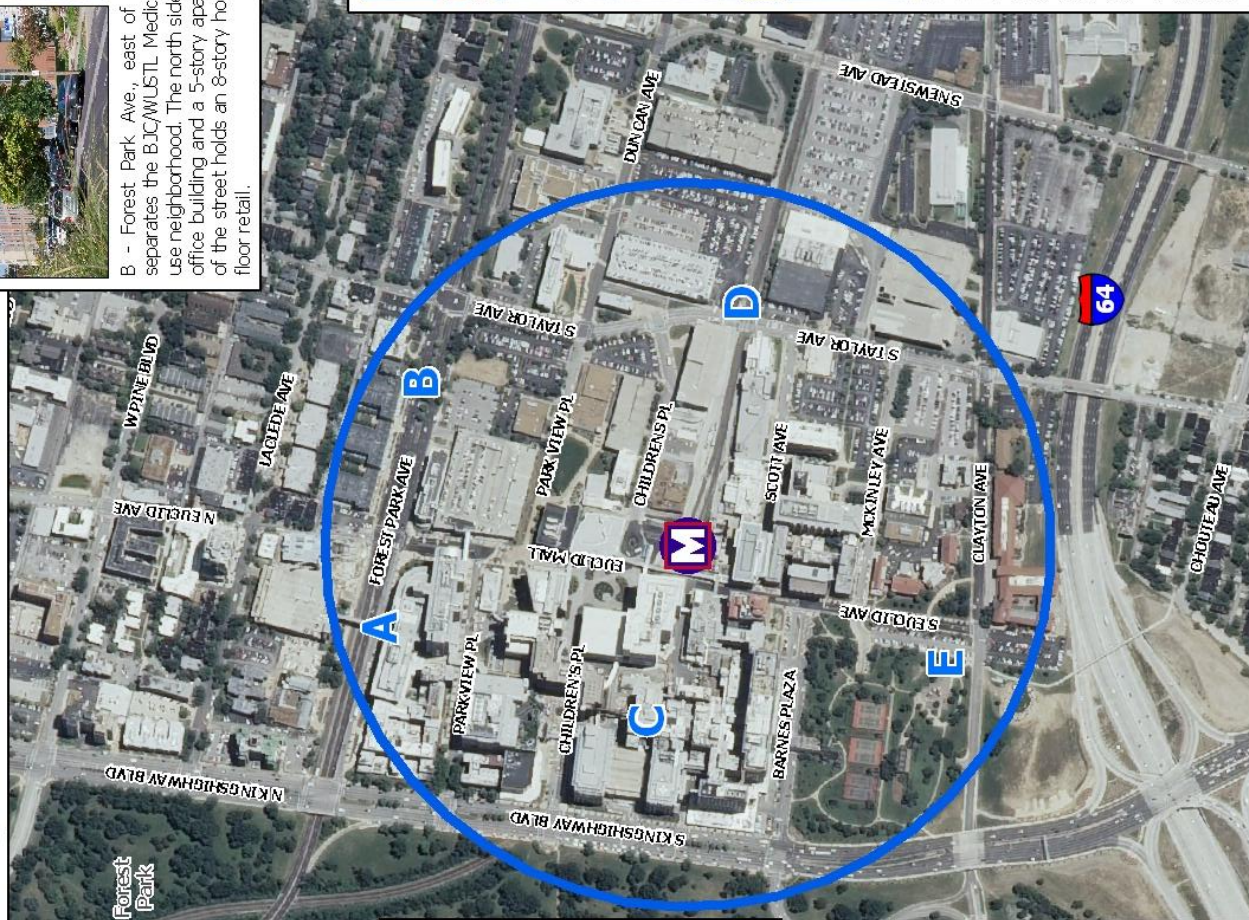 B - Forest Park Ave., east of
separates the BJC/WUSTL Medic
use neighborhood. The north side
office building and a 5-story apa
of the street holds an 8-story ho
floor retail.
W PINE BLVD
LACLEDE AVE
N EUCLID AVE
FOREST PARK AVE
N KINGSHIGHWAY BLVD
Forest
Park
A
B
S TAYLOR AVE
DUNCAN AVE
S NEWSTEAD AVE
PARK VIEW PL
PARKVIEW PL
EUCLID MALL
CHILDRENS PL
CHILDREN'S PL
C
M
D
S KINGSHIGHWAY BLVD
SCOTT AVE
S TAYLOR AVE
BARNES PLAZA
MCKINLEY AVE
S EUCLID AVE
E
CLAYTON AVE
64
CHOUTEAU AVE